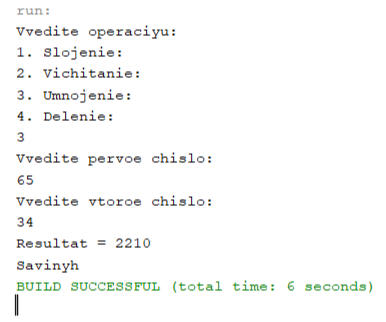 run:
Vvedite operaciyu:
1. Slojenie:
2. Vichitanie:
3. Umnojenie:
4. Delenie:
3
Vvedite pervoe chislo:
65
Vvedite vtoroe chislo:
34
Resultat = 2210
Savinyh
BUILD SUCCESSFUL (total time: 6 seconds)